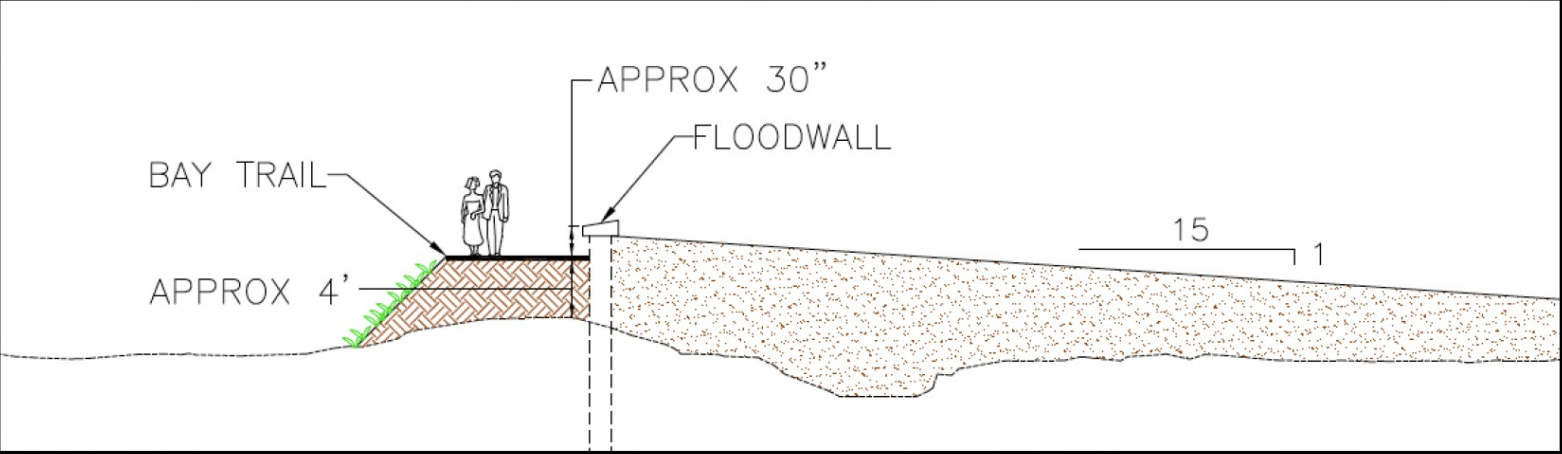 APPROX 30”
FLOODWALL
BAY TRAIL
15
1
APPROX 4'